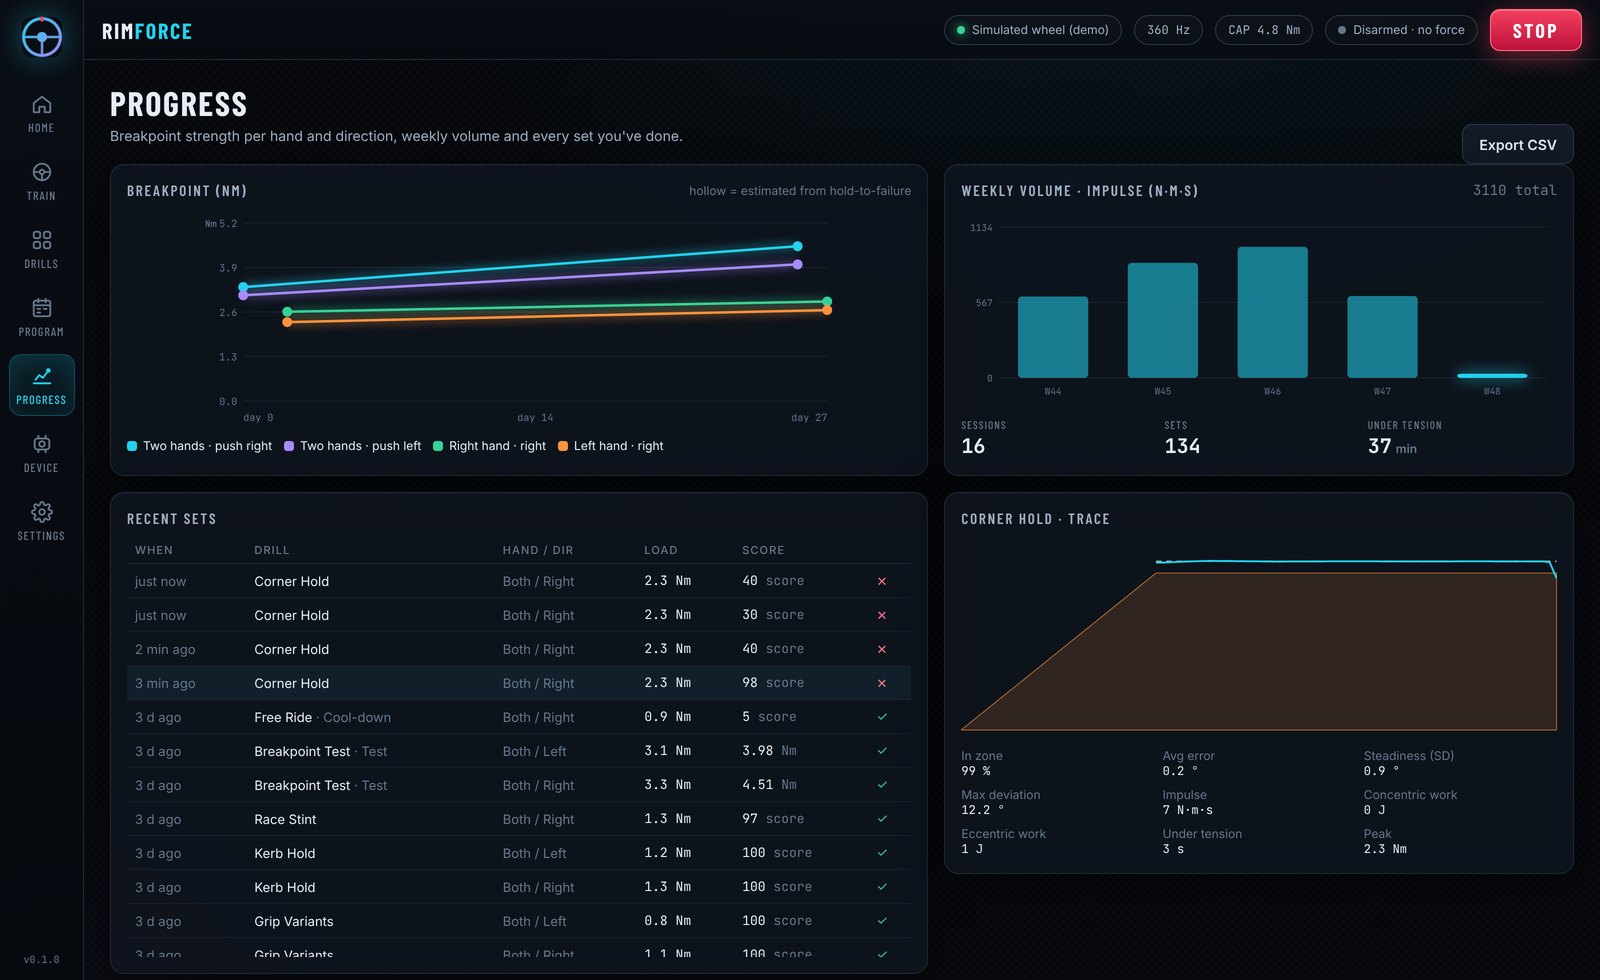 RIMFORCE
Simulated wheel (demo)
360 Hz
CAP 4.8 Nm
Disarmed · no force
STOP
HOME
TRAIN
DRILLS
PROGRAM
PROGRESS
DEVICE
SETTINGS
v0.1.0
PROGRESS
Breakpoint strength per hand and direction, weekly volume and every set you've done.
Export CSV
BREAKPOINT (NM)
hollow = estimated from hold-to-failure
Nm 5.2
3.9
2.6
1.3
0.0
day 0 day 14 day 27
Two hands · push right Two hands · push left Right hand · right Left hand · right
WEEKLY VOLUME · IMPULSE (N·M·S)
3110 total
1134
567
0
W44 W45 W46 W47 W48
SESSIONS SETS UNDER TENSION
16 134 37 min
RECENT SETS
WHEN DRILL HAND / DIR LOAD SCORE
just now Corner Hold Both / Right 2.3 Nm 40 score ×
just now Corner Hold Both / Right 2.3 Nm 30 score ×
2 min ago Corner Hold Both / Right 2.3 Nm 40 score ×
3 min ago Corner Hold Both / Right 2.3 Nm 98 score ×
3 d ago Free Ride · Cool-down Both / Right 0.9 Nm 5 score ✓
3 d ago Breakpoint Test · Test Both / Left 3.1 Nm 3.98 Nm ✓
3 d ago Breakpoint Test · Test Both / Right 3.3 Nm 4.51 Nm ✓
3 d ago Race Stint Both / Right 1.3 Nm 97 score ✓
3 d ago Kerb Hold Both / Left 1.2 Nm 100 score ✓
3 d ago Kerb Hold Both / Right 1.3 Nm 100 score ✓
3 d ago Grip Variants Both / Left 0.8 Nm 100 score ✓
3 d ago Grip Variants Both / Right 1.1 Nm 100 score ✓
CORNER HOLD · TRACE
In zone Avg error Steadiness (SD)
99 % 0.2 ° 0.9 °
Max deviation Impulse Concentric work
12.2 ° 7 N·m·s 0 J
Eccentric work Under tension Peak
1 J 3 s 2.3 Nm